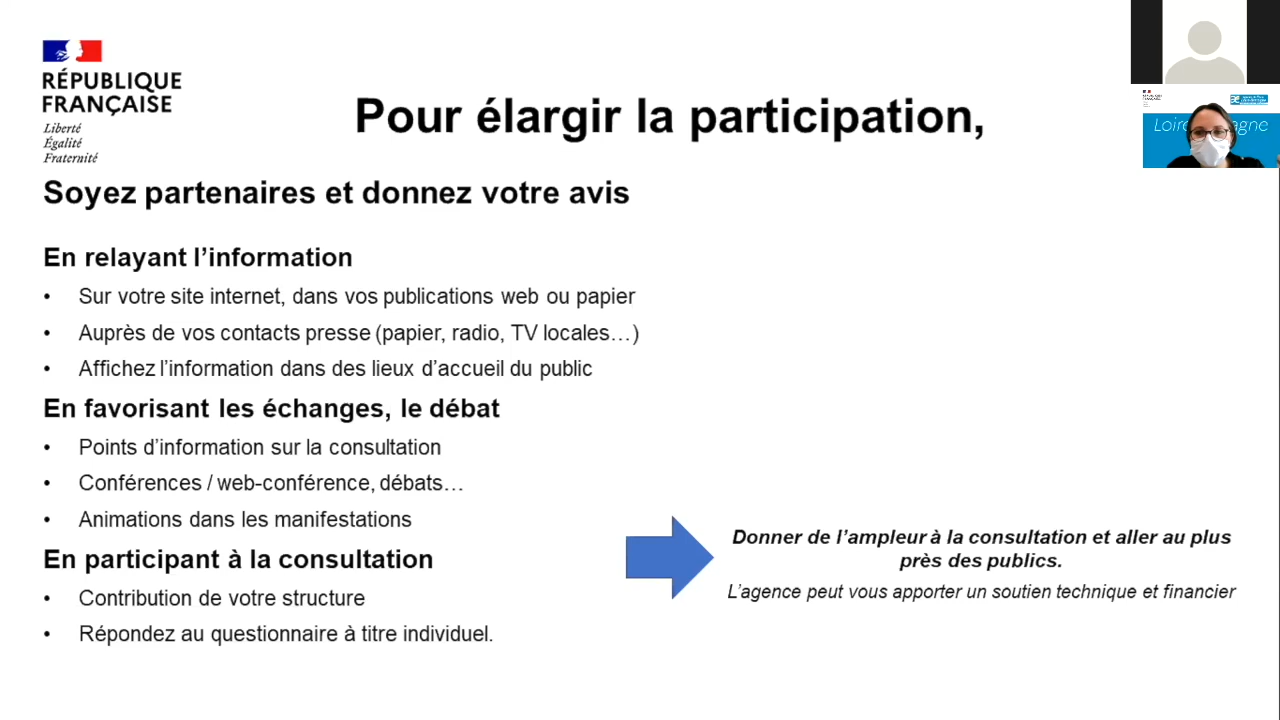 RÉPUBLIQUE
FRANÇAISE
Liberté
Égalité
Fraternité
Pour élargir la participation,
Soyez partenaires et donnez votre avis
En relayant l’information
• Sur votre site internet, dans vos publications web ou papier
• Auprès de vos contacts presse (papier, radio, TV locales…)
• Affichez l’information dans des lieux d’accueil du public
En favorisant les échanges, le débat
• Points d’information sur la consultation
• Conférences / web-conférence, débats…
• Animations dans les manifestations
En participant à la consultation
• Contribution de votre structure
• Répondez au questionnaire à titre individuel.
Donner de l’ampleur à la consultation et aller au plus
près des publics.
L’agence peut vous apporter un soutien technique et financier